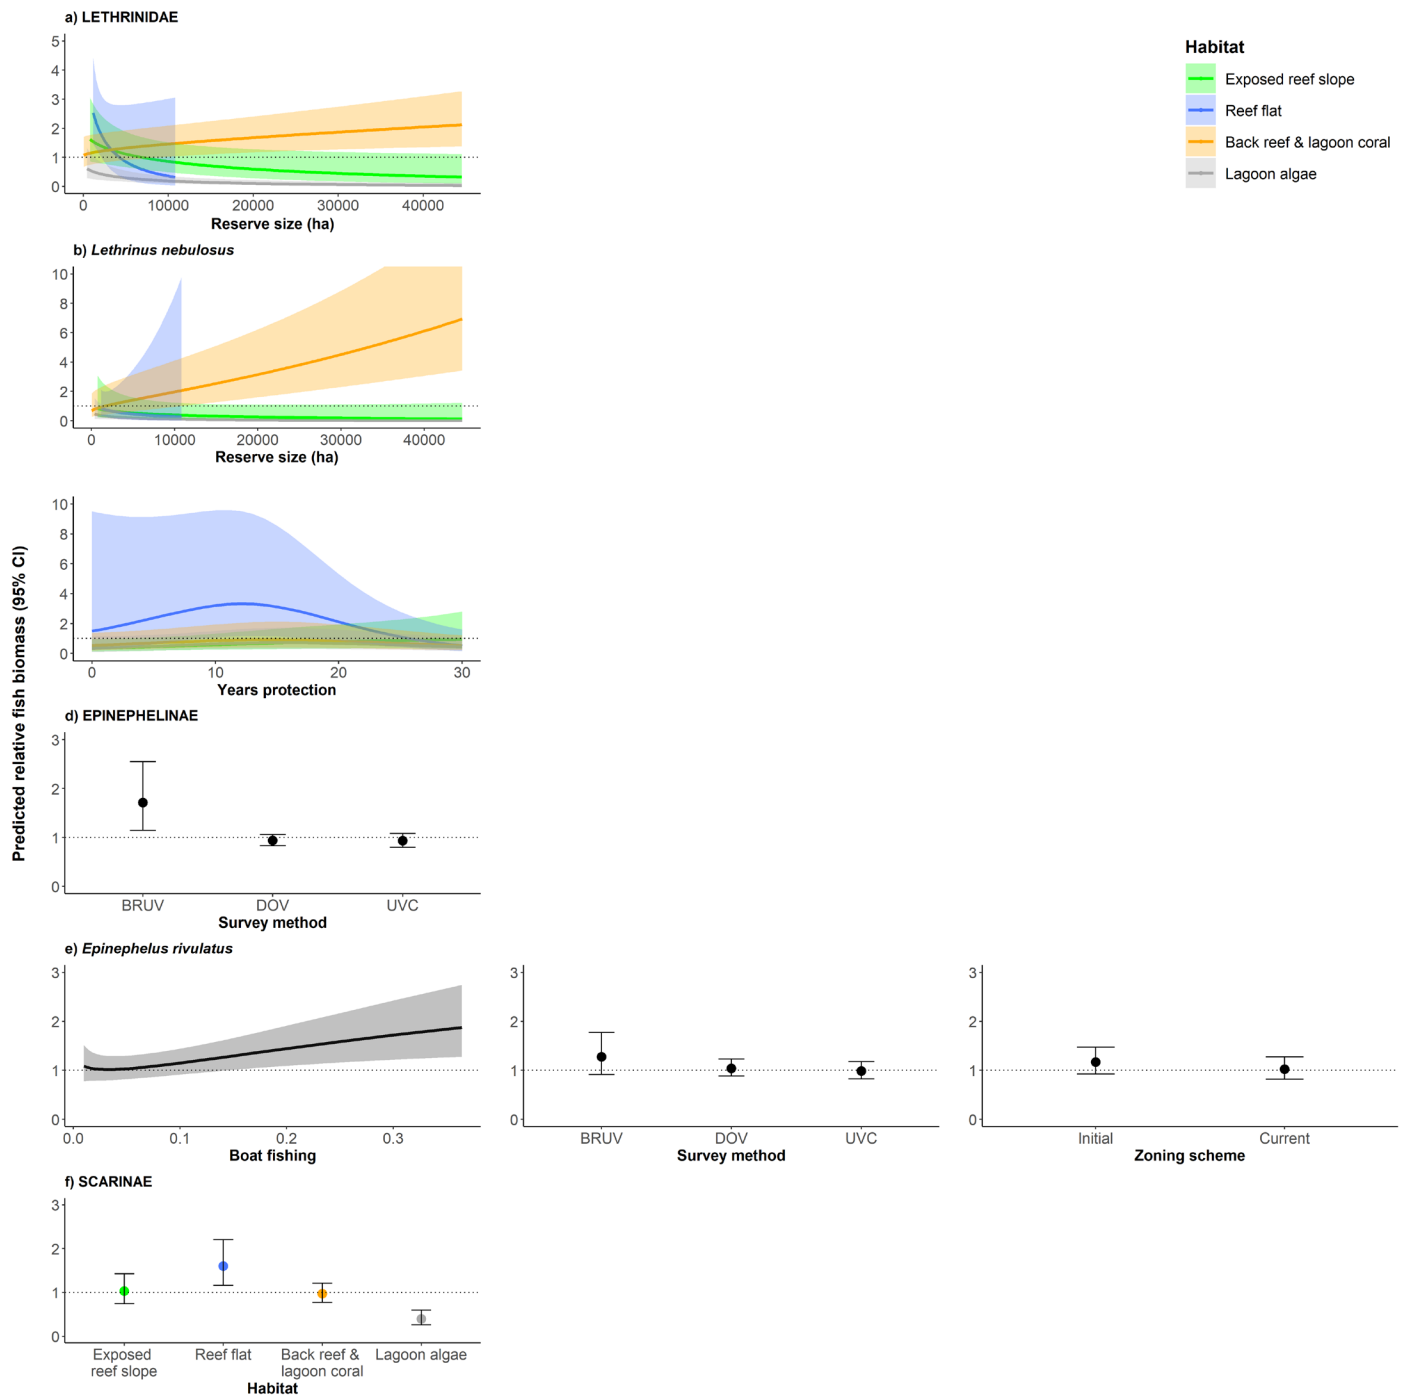 a) LETHRINIDAE
5
4
3
2
1
0
0 10000 20000 30000 40000
Reserve size (ha)
Habitat
Exposed reef slope
Reef flat
Back reef & lagoon coral
Lagoon algae
b) Lethrinus nebulosus
10
8
6
4
2
0
0 10000 20000 30000 40000
Reserve size (ha)
Predicted relative fish biomass (95% CI)
10
8
6
4
2
0
0 10 20 30
Years protection
d) EPINEPHELINAE
3
2
1
0
BRUV DOV UVC
Survey method
e) Epinephelus rivulatus
3
2
1
0
0.0 0.1 0.2 0.3
Boat fishing
3
2
1
0
BRUV DOV UVC
Survey method
3
2
1
0
Initial Current
Zoning scheme
f) SCARINAE
3
2
1
0
Exposed Reef flat Back reef & Lagoon algae
reef slope lagoon coral
Habitat